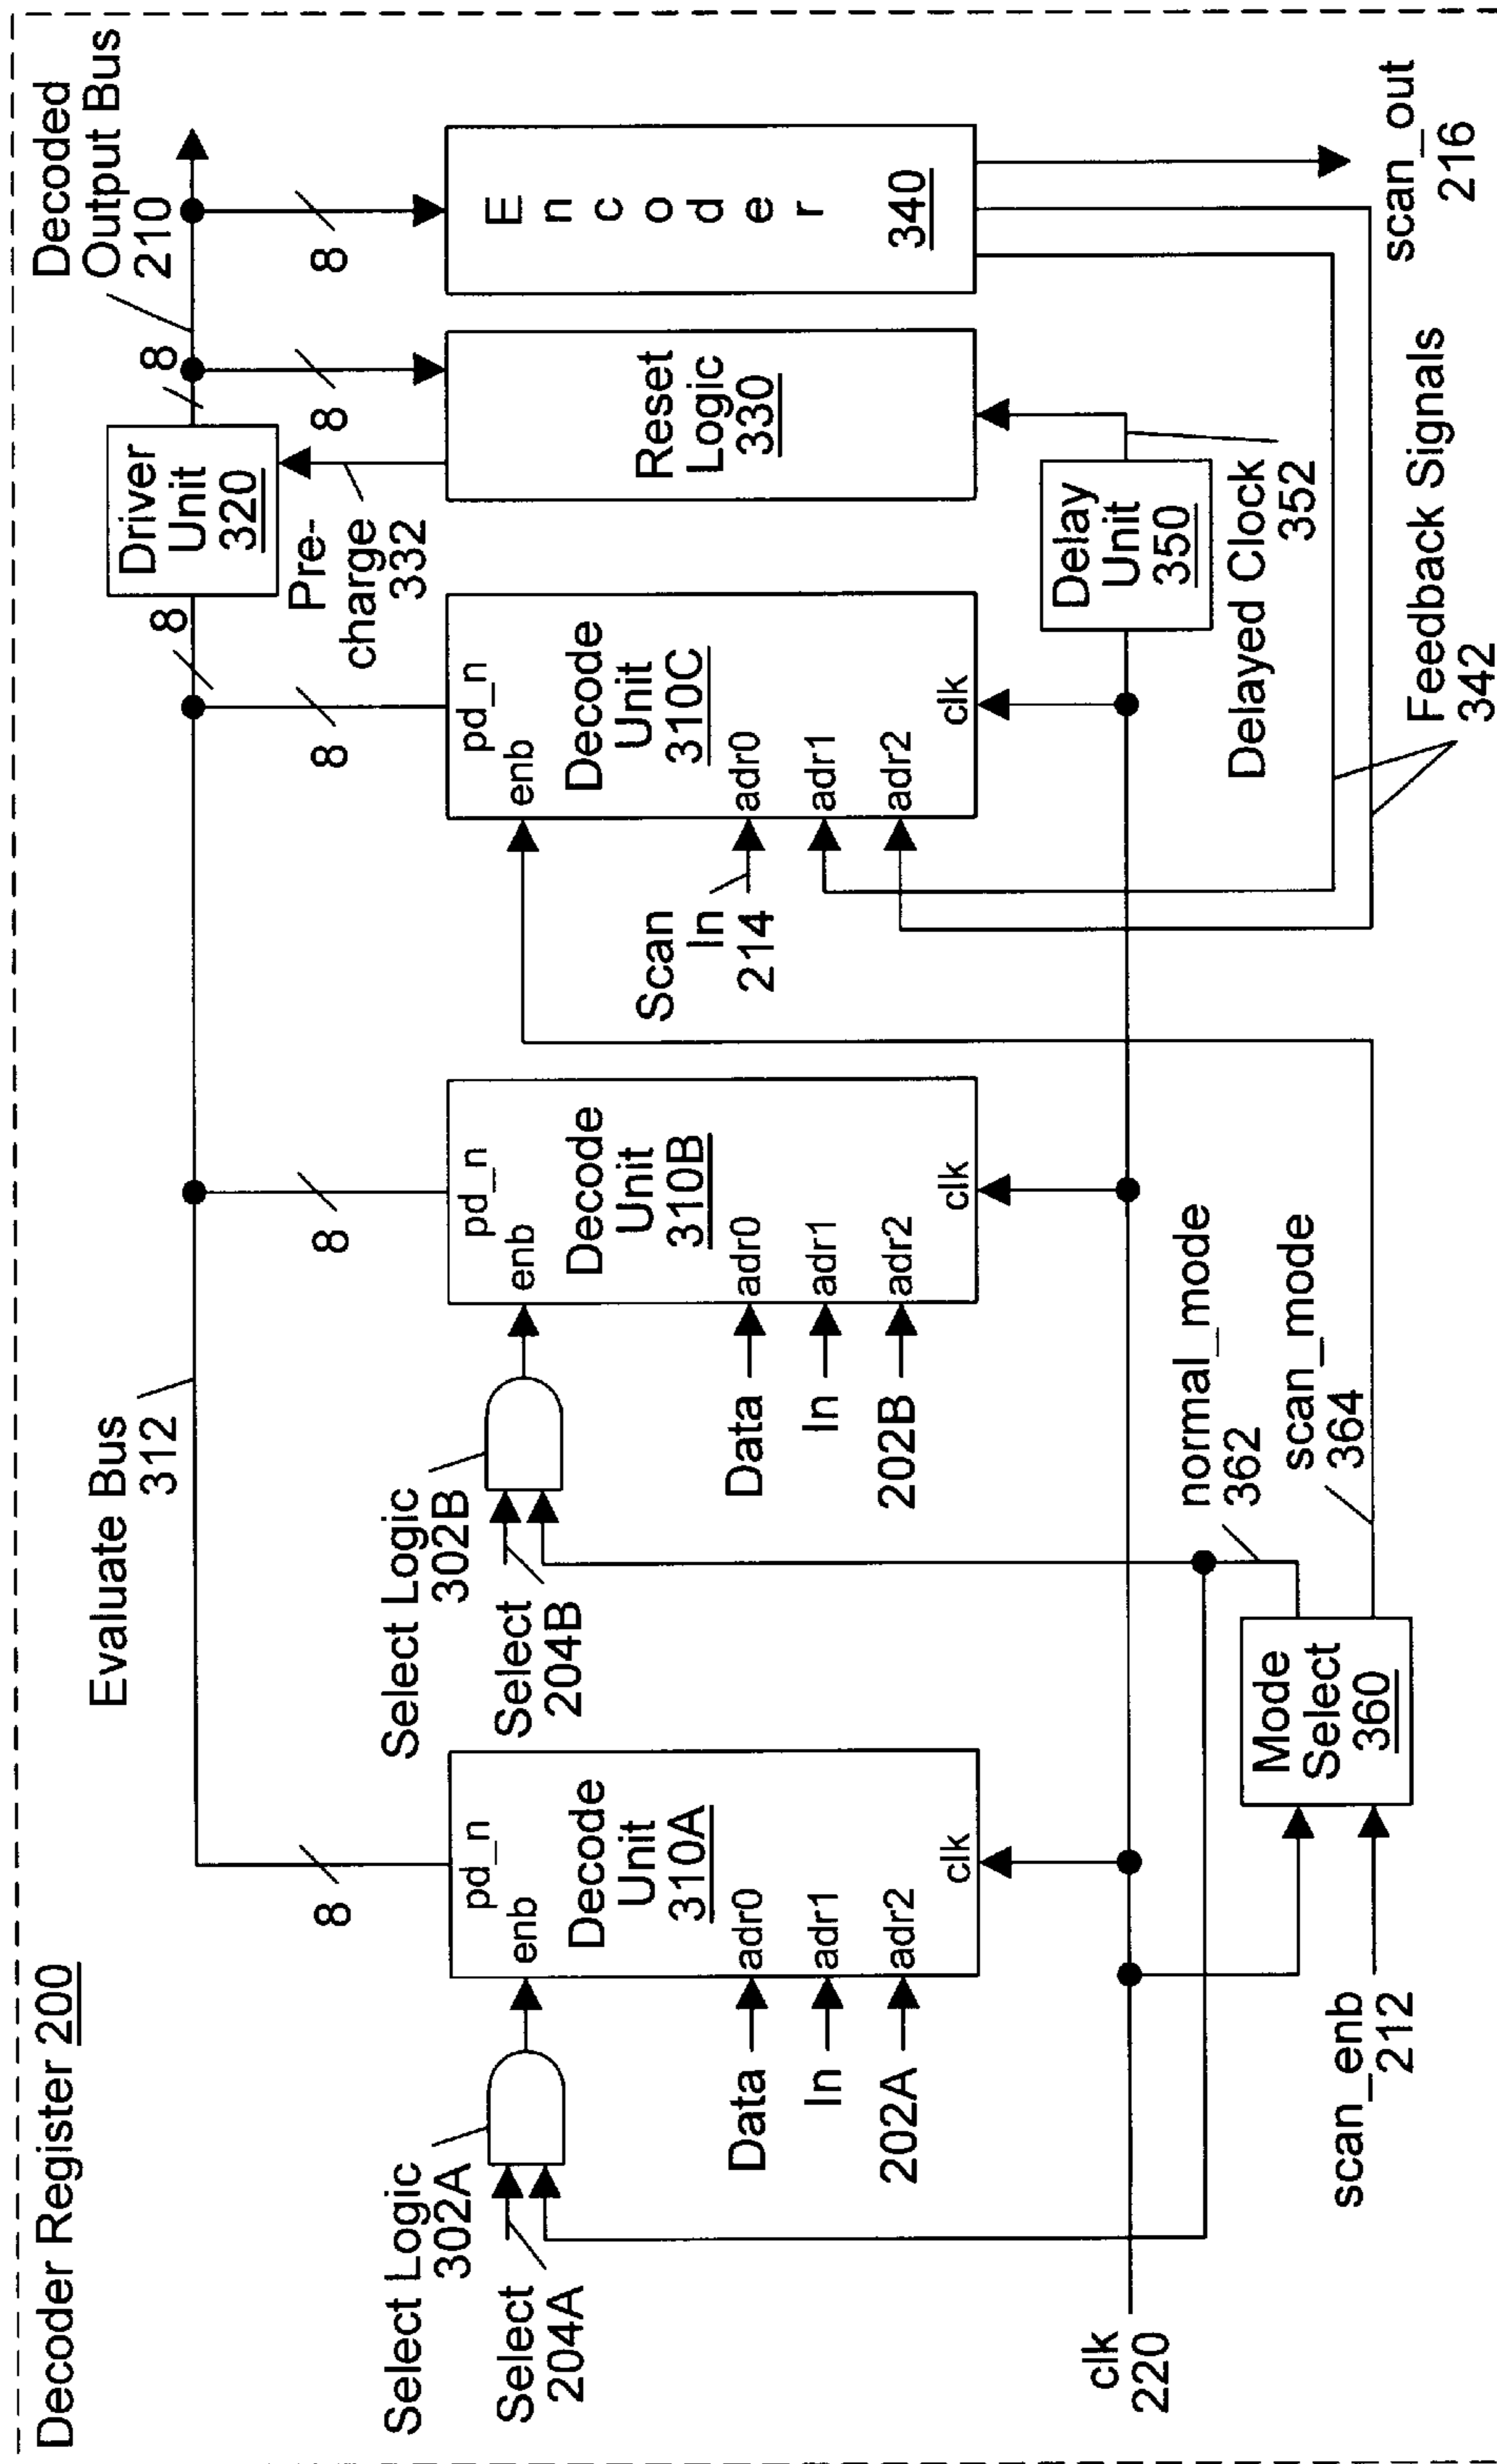 Decoder Register 200
Evaluate Bus
312
Decoded
Output Bus
210
8
8
Driver
Unit
320
8
8
8
8
8
Pre-
charge
332
Select Logic
302A
Select
204A
pd_n
enb
Decode
Unit
310A
adr0
adr1
adr2
clk
Data
In
202A
Select Logic
302B
Select
204B
pd_n
enb
Decode
Unit
310B
adr0
adr1
adr2
clk
Data
In
202B
pd_n
enb
Decode
Unit
310C
adr0
adr1
adr2
clk
Scan
In
214
Reset
Logic
330
Encoder
340
clk
220
scan_enb
212
Mode
Select
360
normal_mode
362
scan_mode
364
Delay
Unit
350
Delayed Clock
352
Feedback Signals
342
scan_out
216